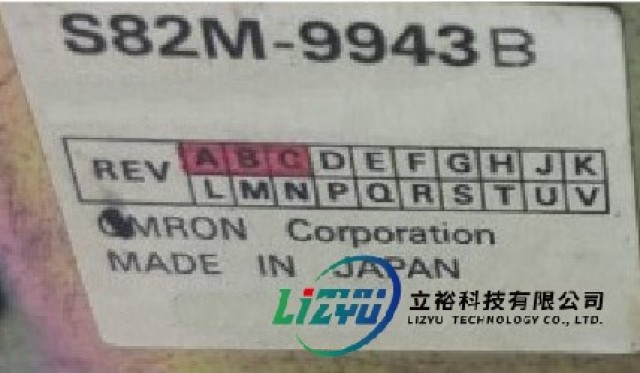 S82M-9943B
REV A B C D E F G H J K
L M N P Q R S T U V
OMRON Corporation
MADE IN JAPAN
LIZYU 立裕科技有限公司
LIZYU TECHNOLOGY CO., LTD.